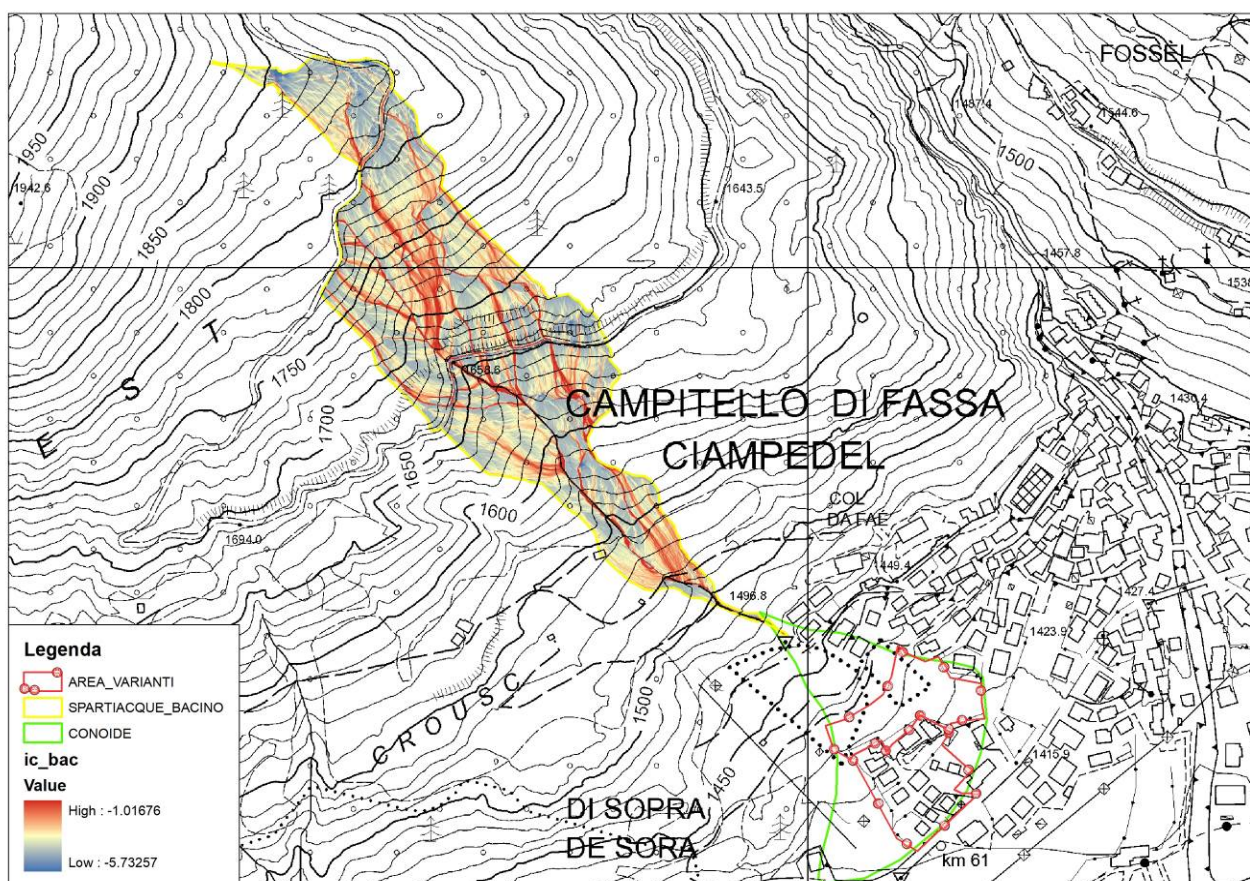 FOSSÈL
1487.4
1544.6
1500
1950
1942.6
1900
1643.5
1850
1457.8
1800
T
S
E
1750
1658.6
1700
1650
CAMPITELLO DI FASSA
CIAMPEDEL
1430.4
1600
COL
DA FAÈ
1694.0
1449.4
1427.4
1496.8
1423.9
CROUSC
1500
1415.9
1450
DI SOPRA
DE SORA
km 61
Legenda
AREA_VARIANTI
SPARTIACQUE_BACINO
CONOIDE
ic_bac
Value
High : -1.01676
Low : -5.73257